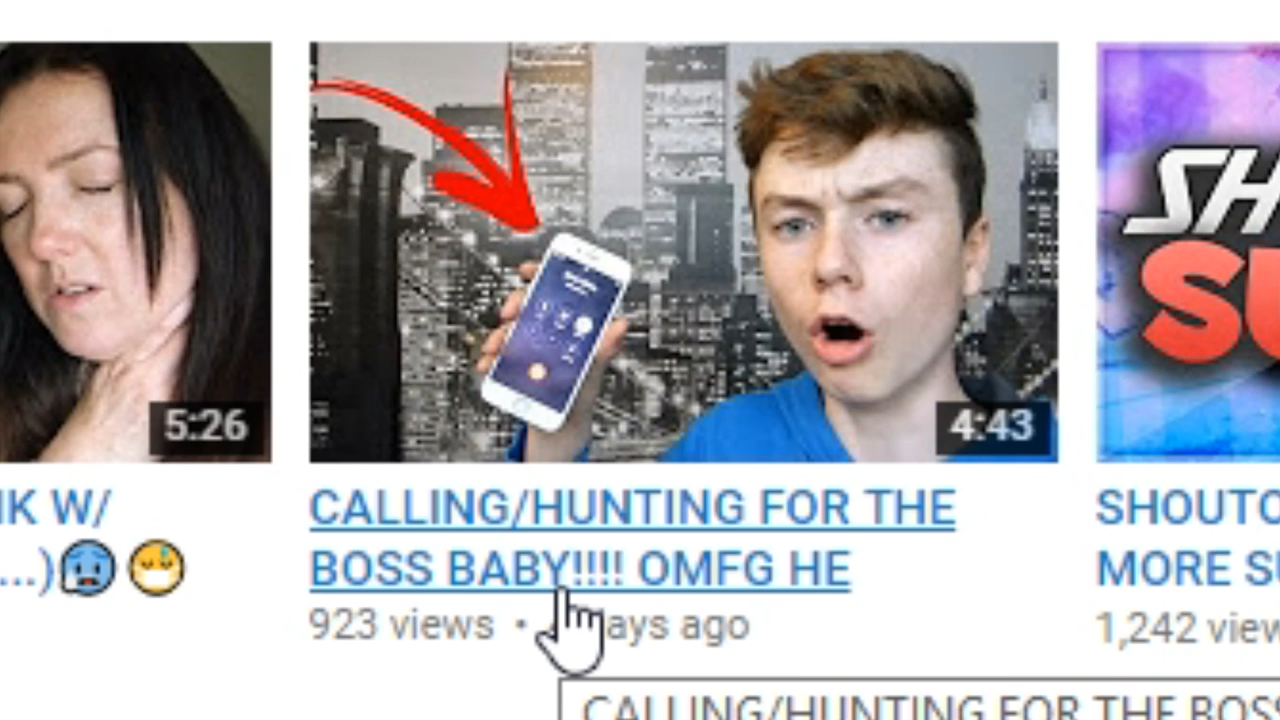 5:26
4:43
SH
SU
IK W/
...)🥶😷
CALLING/HUNTING FOR THE
BOSS BABY!!!! OMFG HE
923 views • ays ago
SHOUTO
MORE SU
1,242 view
CALLING/HUNTING FOR THE BOSS